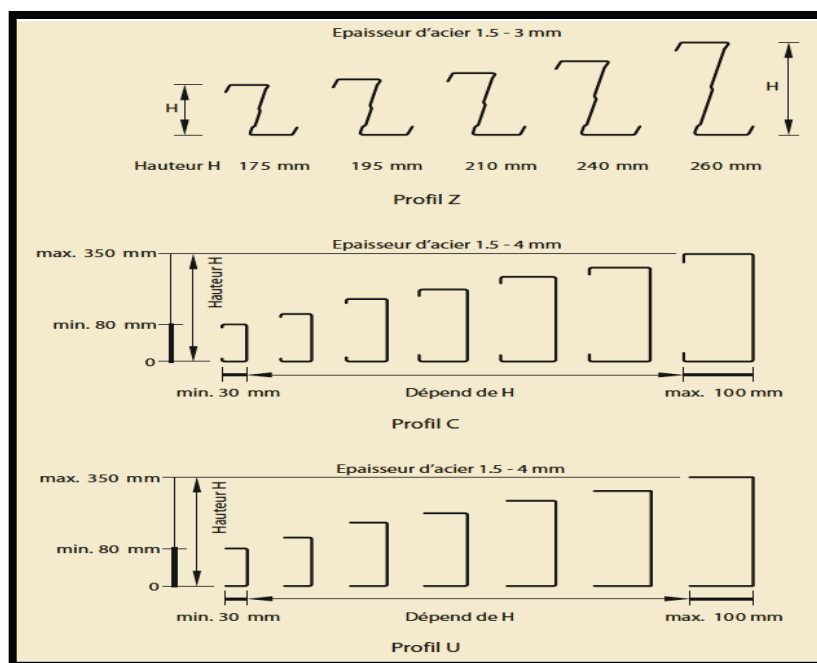 Epaisseur d'acier 1.5 - 3 mm
H
H
Hauteur H 175 mm 195 mm 210 mm 240 mm 260 mm
Profil Z
Epaisseur d'acier 1.5 - 4 mm
max. 350 mm
Hauteur H
min. 80 mm
0
min. 30 mm Dépend de H max. 100 mm
Profil C
Epaisseur d'acier 1.5 - 4 mm
max. 350 mm
Hauteur H
min. 80 mm
0
min. 30 mm Dépend de H max. 100 mm
Profil U